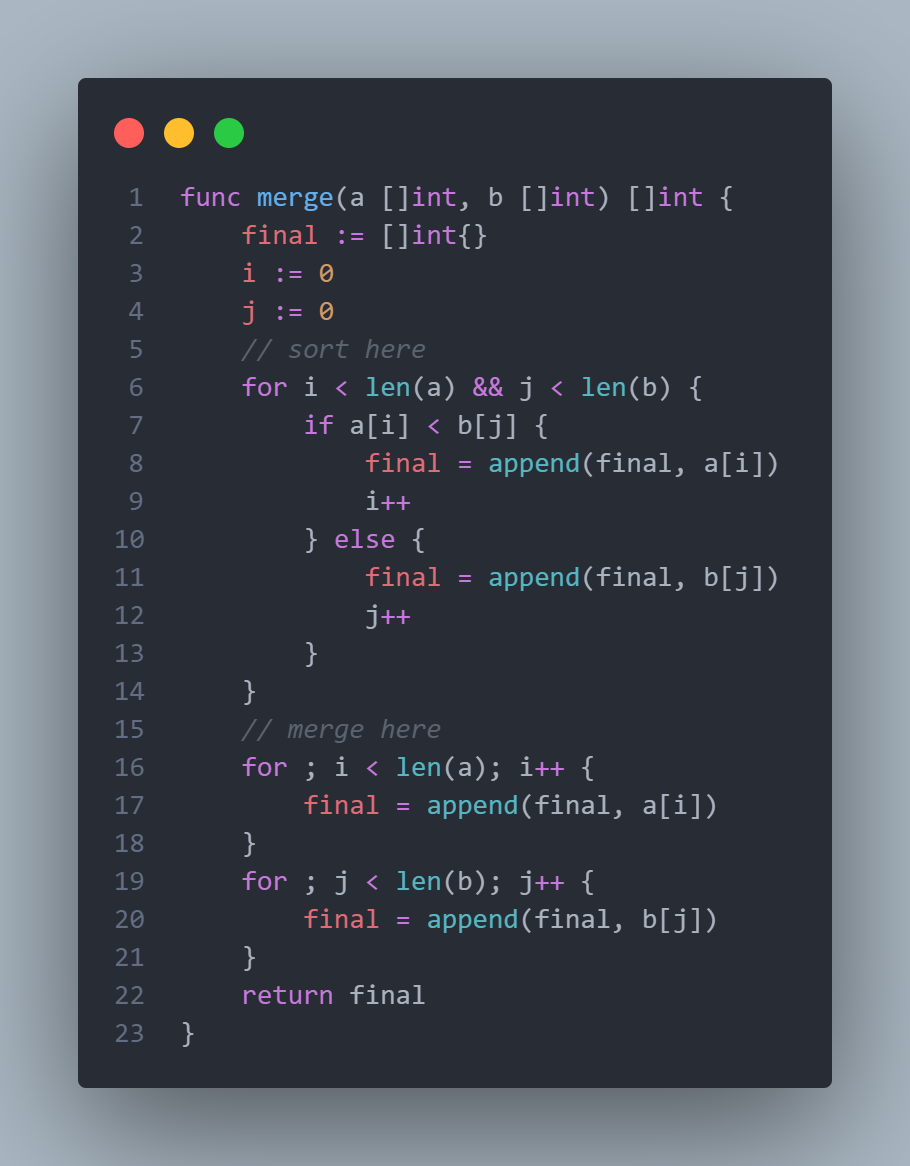 1 func merge(a []int, b []int) []int {
2     final := []int{}
3     i := 0
4     j := 0
5     // sort here
6     for i < len(a) && j < len(b) {
7         if a[i] < b[j] {
8             final = append(final, a[i])
9             i++
10         } else {
11             final = append(final, b[j])
12             j++
13         }
14     }
15     // merge here
16     for ; i < len(a); i++ {
17         final = append(final, a[i])
18     }
19     for ; j < len(b); j++ {
20         final = append(final, b[j])
21     }
22     return final
23 }